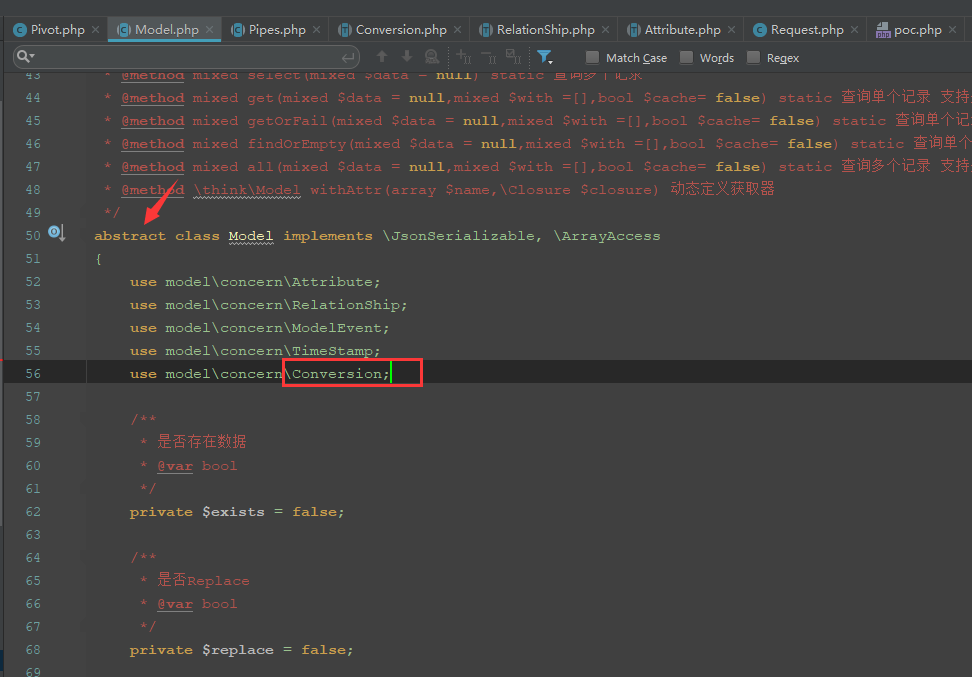 Pivot.php
Model.php
Pipes.php
Conversion.php
RelationShip.php
Attribute.php
Request.php
poc.php
Match Case
Words
Regex
43 * @method mixed select(mixed $data = null) static 查询多个记录
44 * @method mixed get(mixed $data = null,mixed $with =[],bool $cache= false) static 查询单个记录 支持
45 * @method mixed getOrFail(mixed $data = null,mixed $with =[],bool $cache= false) static 查询单个记
46 * @method mixed findOrEmpty(mixed $data = null,mixed $with =[],bool $cache= false) static 查询单个
47 * @method mixed all(mixed $data = null,mixed $with =[],bool $cache= false) static 查询多个记录 支持
48 * @method \think\Model withAttr(array $name,\Closure $closure) 动态定义获取器
49 */
50 abstract class Model implements \JsonSerializable, \ArrayAccess
51 {
52 use model\concern\Attribute;
53 use model\concern\RelationShip;
54 use model\concern\ModelEvent;
55 use model\concern\TimeStamp;
56 use model\concern\Conversion;
57
58 /**
59 * 是否存在数据
60 * @var bool
61 */
62 private $exists = false;
63
64 /**
65 * 是否Replace
66 * @var bool
67 */
68 private $replace = false;
69